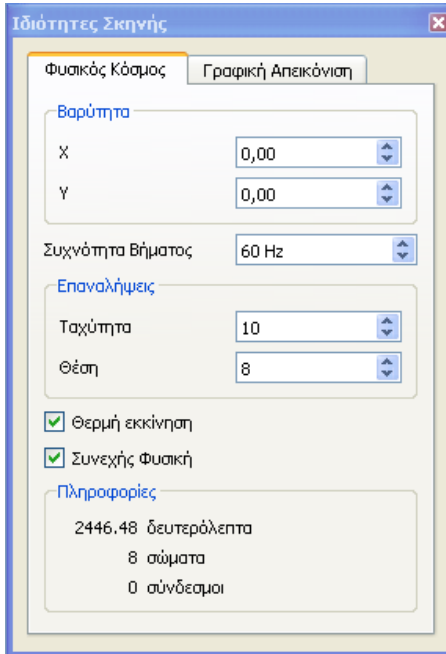 Ιδιότητες Σκηνής
Φυσικός Κόσμος Γραφική Απεικόνιση
Βαρύτητα
X 0,00
Y 0,00
Συχνότητα Βήματος 60 Hz
Επαναλήψεις
Ταχύτητα 10
Θέση 8
Θερμή εκκίνηση
Συνεχής Φυσική
Πληροφορίες
2446.48 δευτερόλεπτα
8 σώματα
0 σύνδεσμοι